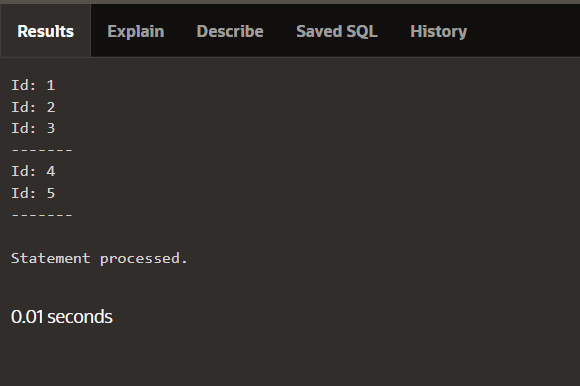 Results Explain Describe Saved SQL History
Id: 1
Id: 2
Id: 3
-------
Id: 4
Id: 5
-------
Statement processed.
0.01 seconds